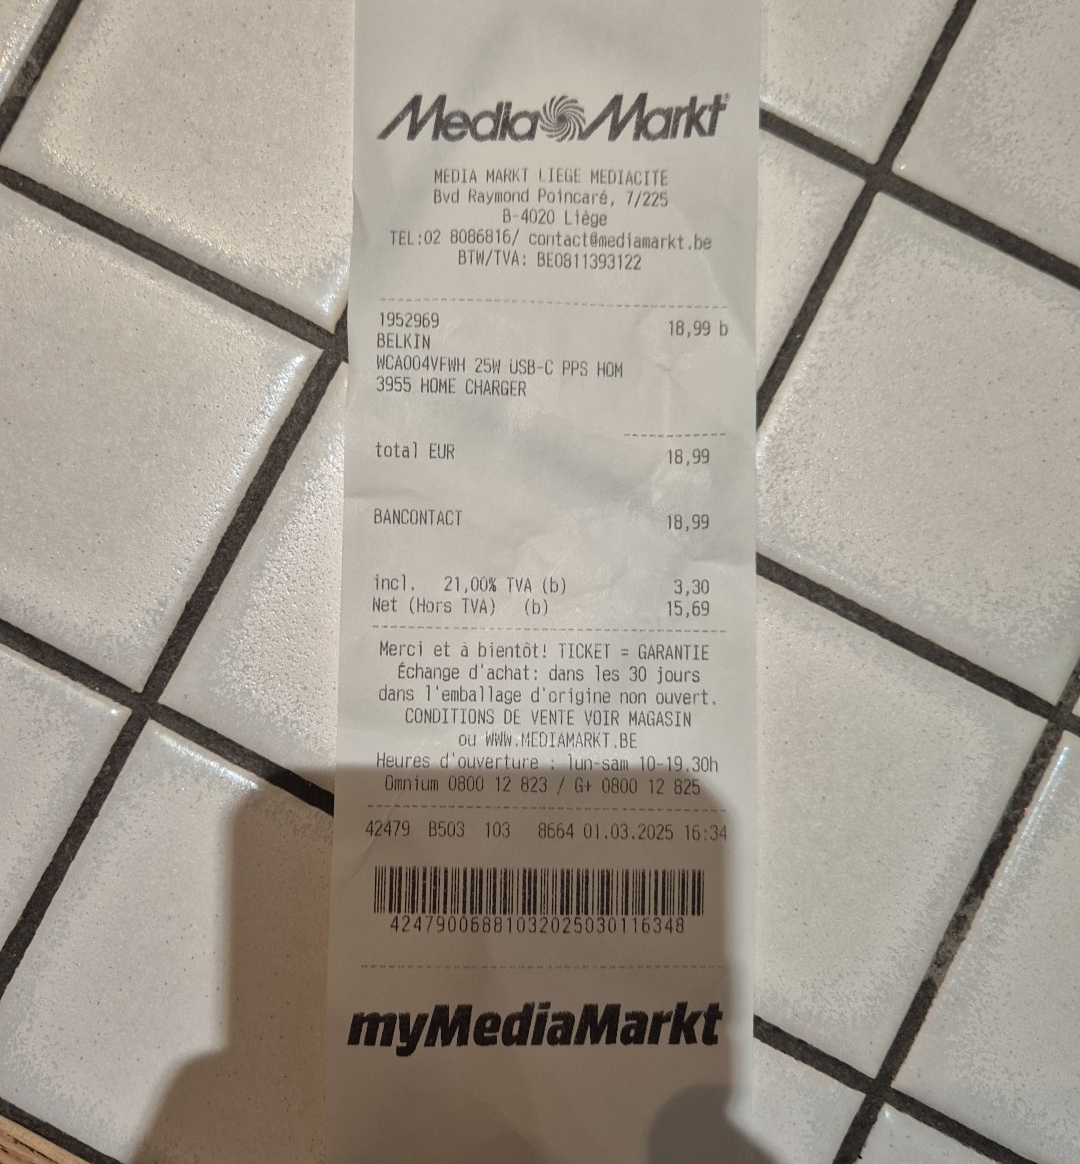 Media Markt
MEDIA MARKT LIEGE MEDIACITE
Bvd Raymond Poincaré, 7/225
B-4020 Liège
TEL:02 8086816/ contact@mediamarkt.be
BTW/TVA: BE0811393122
1952969 18,99 b
BELKIN
WCA004VFWH 25W USB-C PPS HOM
3955 HOME CHARGER
total EUR 18,99
BANCONTACT 18,99
incl. 21,00% TVA (b) 3,30
Net (Hors TVA) (b) 15,69
Merci et à bientôt! TICKET = GARANTIE
Échange d'achat: dans les 30 jours
dans l'emballage d'origine non ouvert.
CONDITIONS DE VENTE VOIR MAGASIN
ou WWW.MEDIAMARKT.BE
Heures d'ouverture : lun-sam 10-19.30h
Omnium 0800 12 823 / G+ 0800 12 825
42479 B503 103 8664 01.03.2025 16:34
42479006881032025030116348
myMediaMarkt